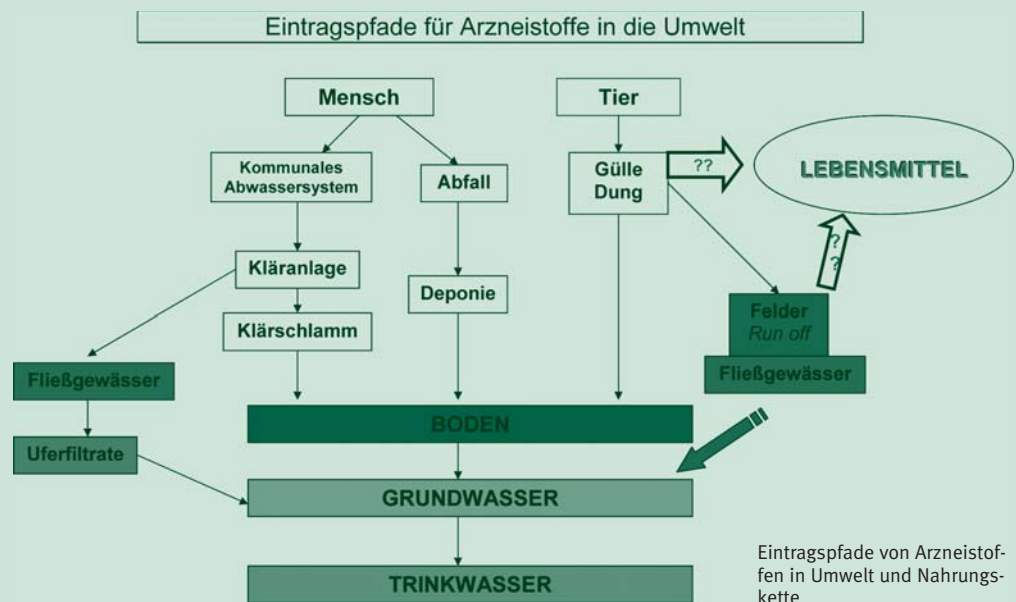 Eintragspfade für Arzneistoffe in die Umwelt
Mensch
Tier
Kommunales
Abwassersystem
Abfall
Gülle
Dung
??
LEBENSMITTEL
Kläranlage
Deponie
?
?
Klärschlamm
Felder
Run off
Fließgewässer
Fließgewässer
BODEN
Uferfiltrate
GRUNDWASSER
TRINKWASSER
Eintragspfade von Arzneistof-
fen in Umwelt und Nahrungs-
kette